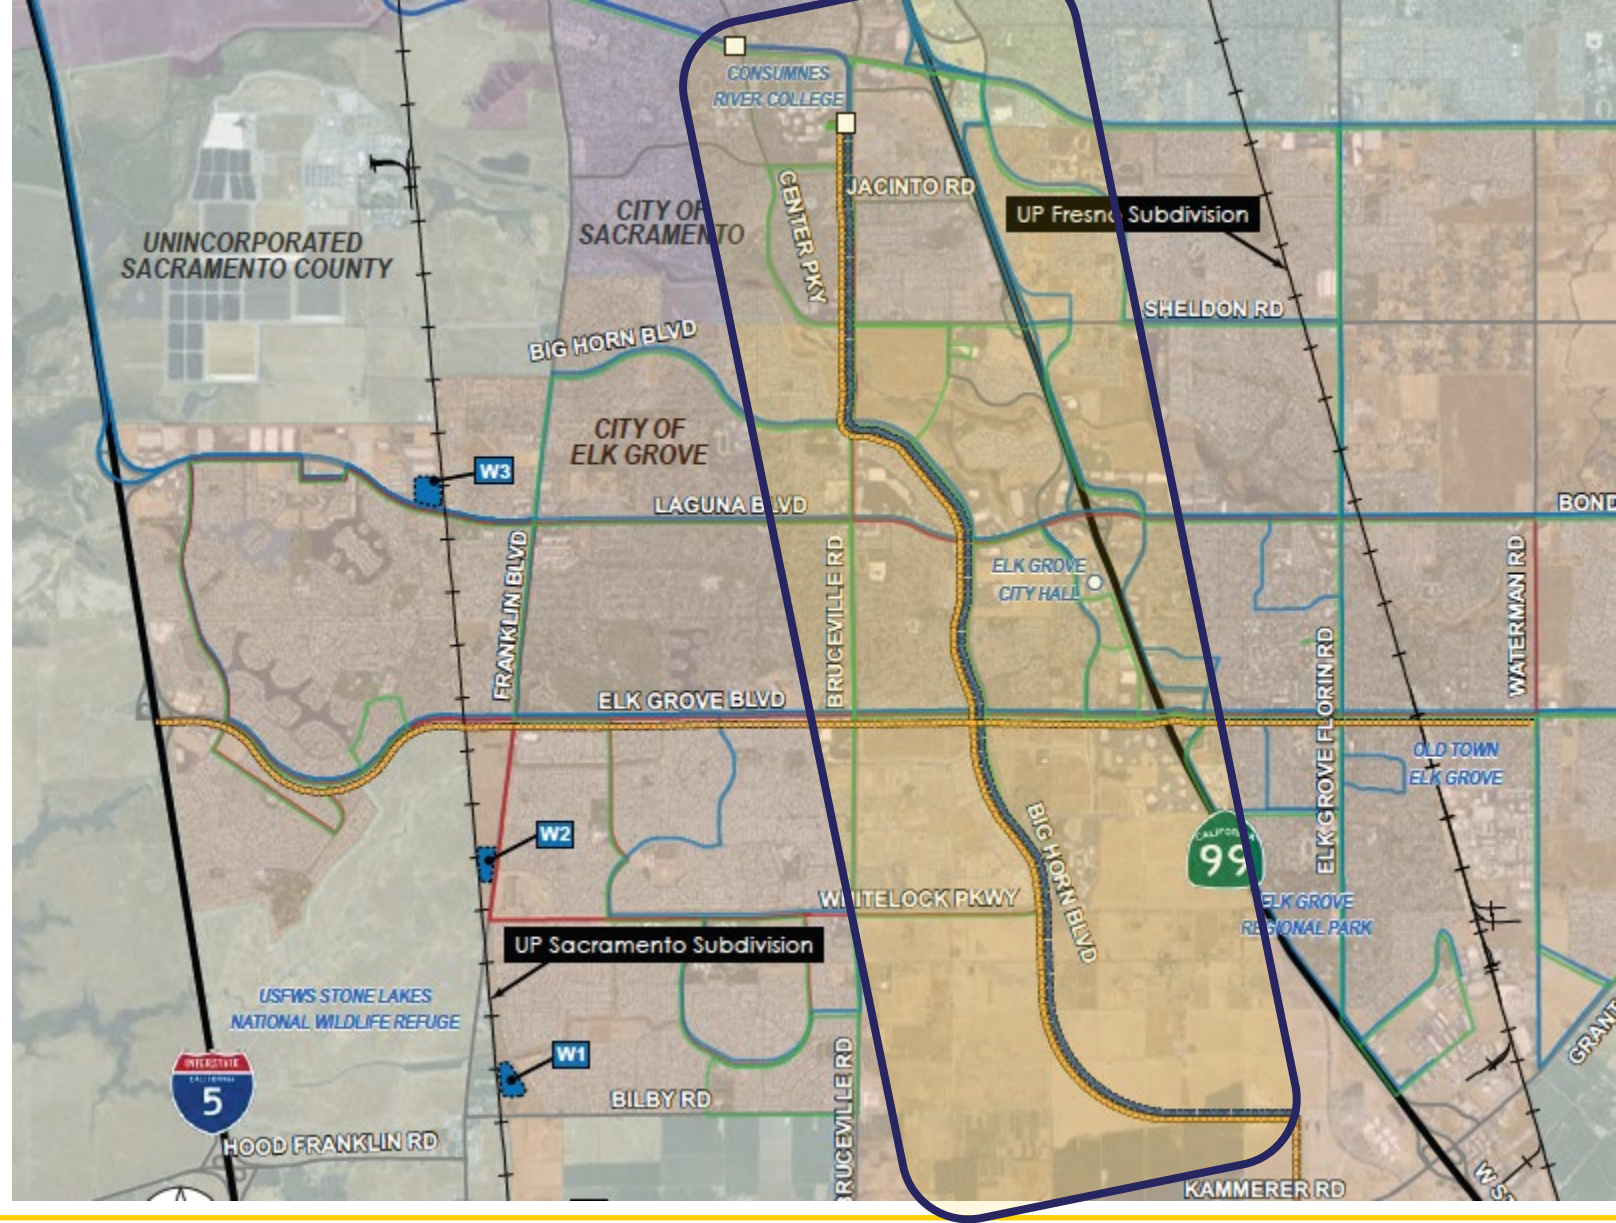 CONSUMNES
RIVER COLLEGE
JACINTO RD
CENTER PKY
CITY OF
SACRAMENTO
UP Fresno Subdivision
UNINCORPORATED
SACRAMENTO COUNTY
SHELDON RD
BIG HORN BLVD
CITY OF
ELK GROVE
W3
LAGUNA BLVD
BOND
FRANKLIN BLVD
BRUCEVILLE RD
ELK GROVE
CITY HALL
WATERMAN RD
ELK GROVE FLORIN RD
ELK GROVE BLVD
OLD TOWN
ELK GROVE
W2
BIG HORN BLVD
CALIFORNIA
99
WHITELOCK PKWY
ELK GROVE
REGIONAL PARK
UP Sacramento Subdivision
USFWS STONE LAKES
NATIONAL WILDLIFE REFUGE
GRANT
W1
INTERSTATE
CALIFORNIA
5
BILBY RD
BRUCEVILLE RD
HOOD FRANKLIN RD
KAMMERER RD
W ST